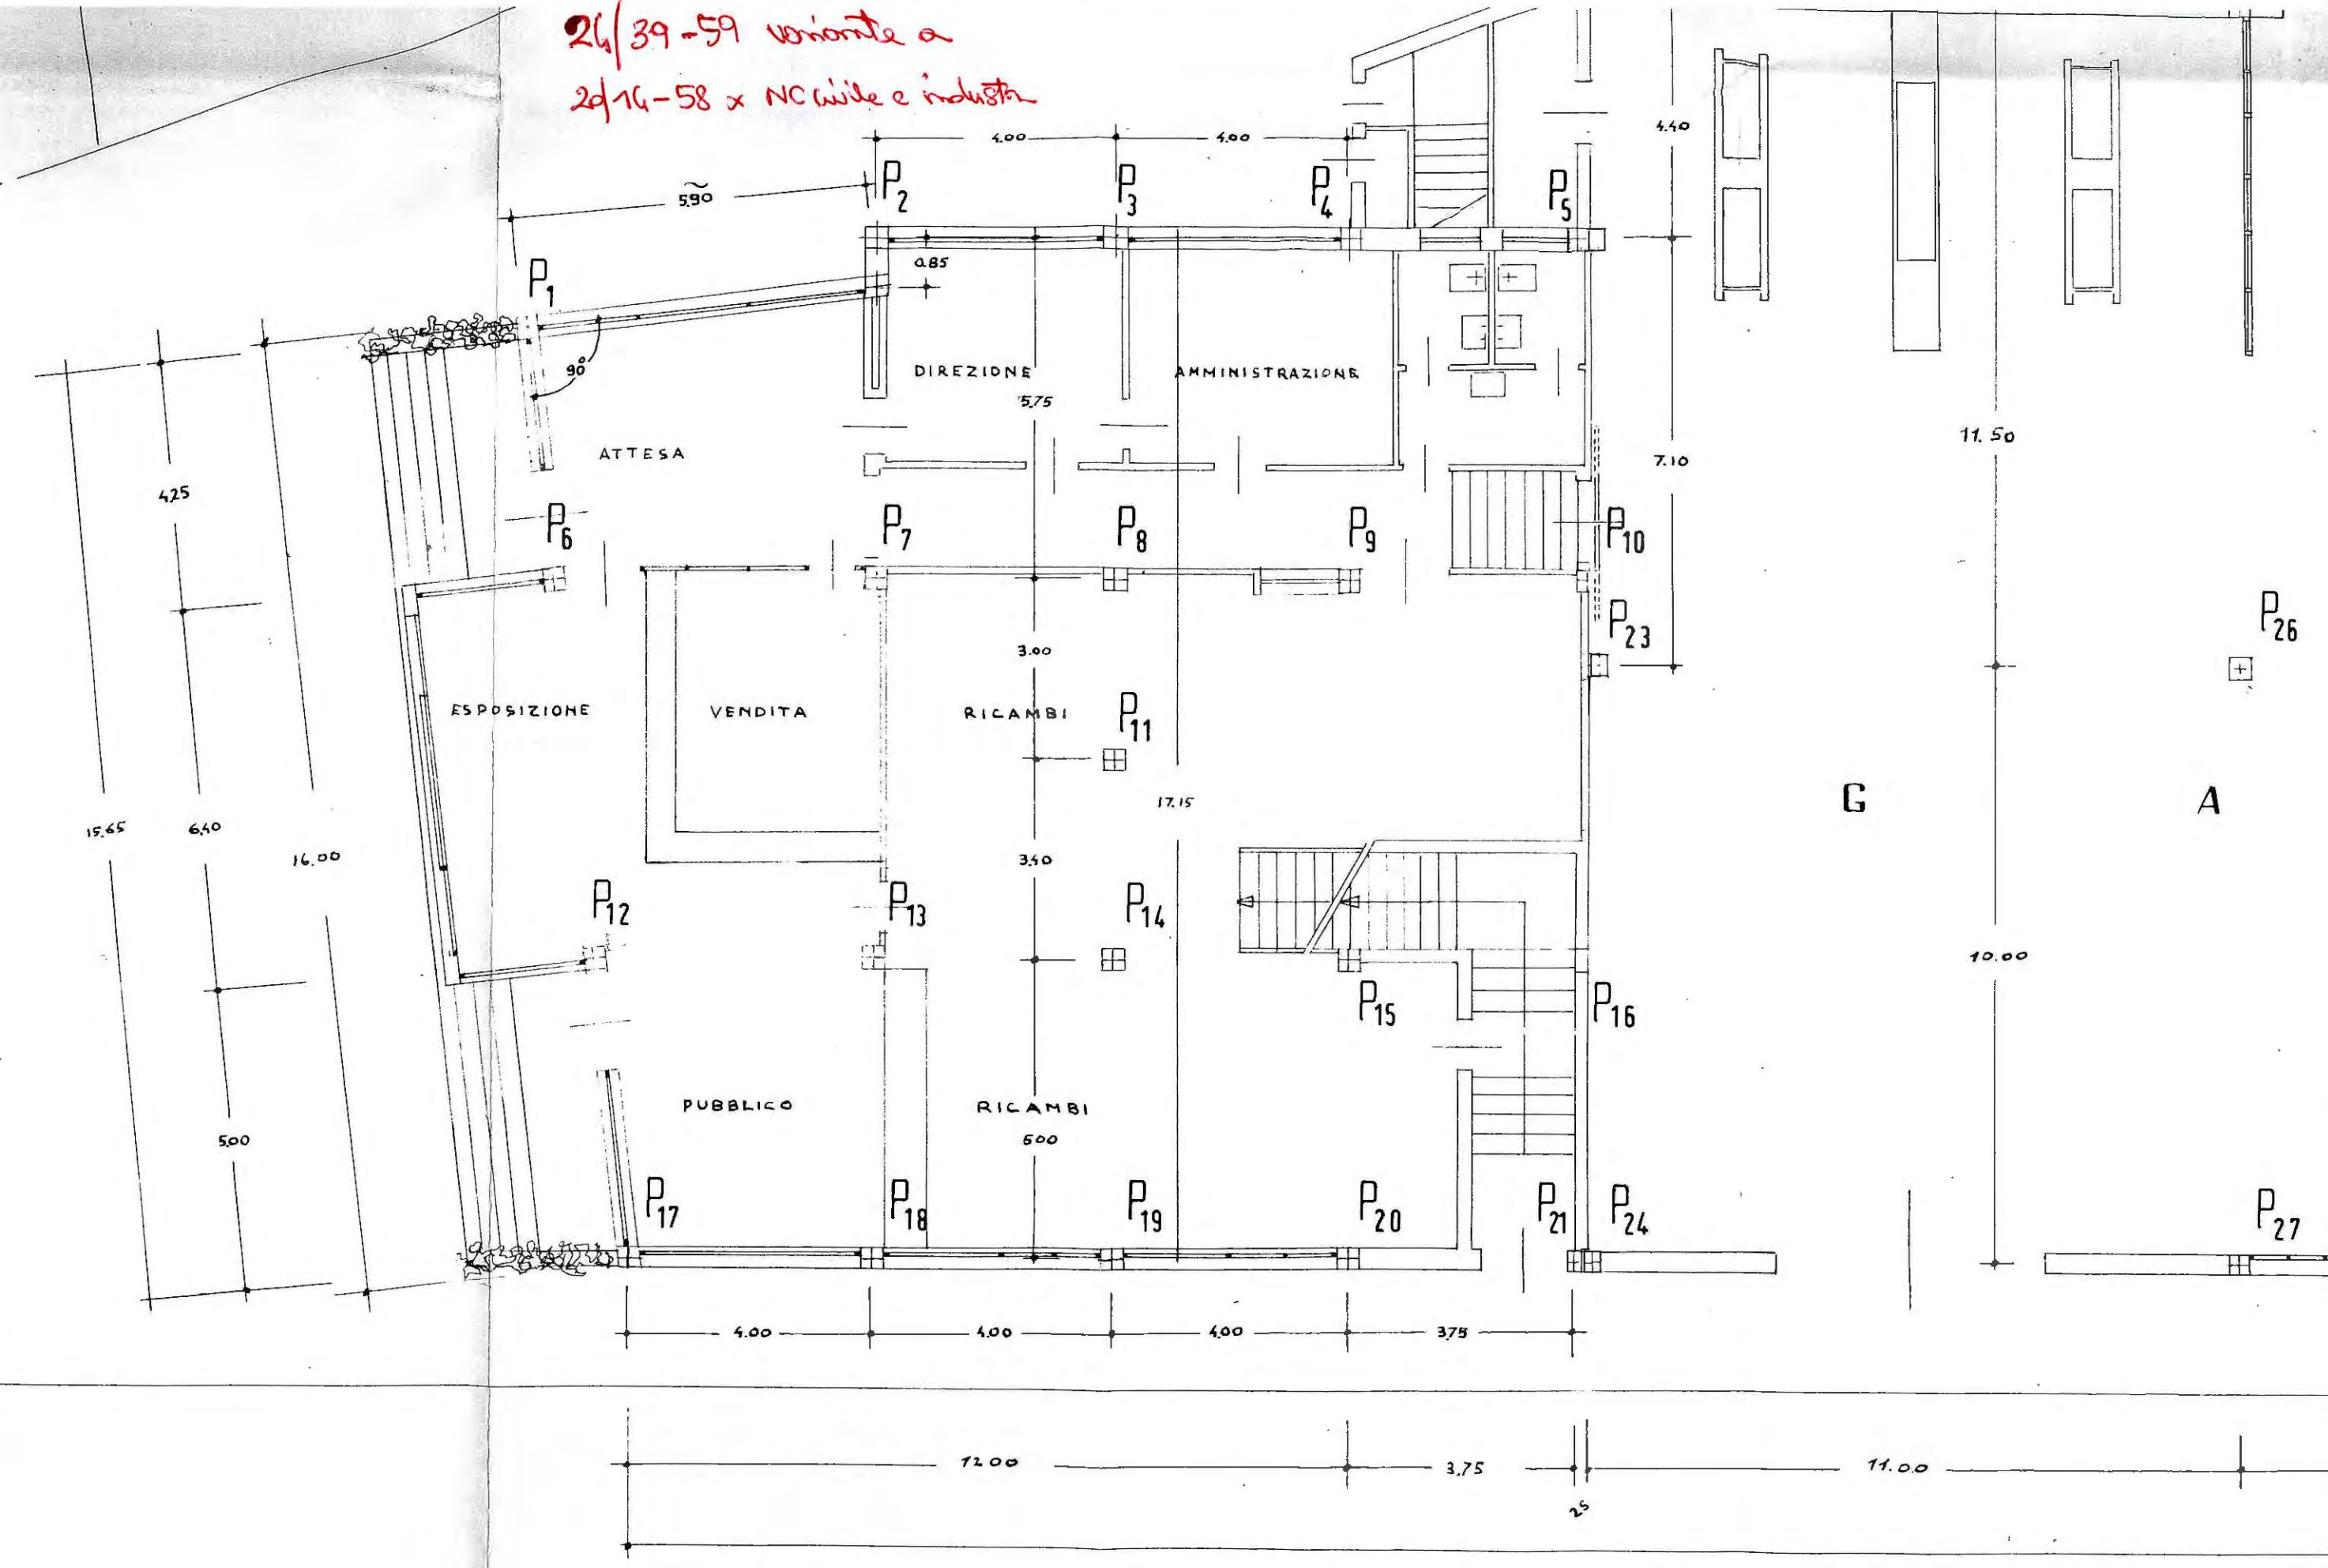 24/39-59 variante a
20/14-58 x NC civile e industr
4.00 4.00
4.40
5.90
P2 P3 P4 P5
0.85
P1
90°
DIREZIONE AMMINISTRAZIONE
5.75
ATTESA
11.50
7.10
4.25
P6 P7 P8 P9 P10
P23 P26
3.00
ESPOSIZIONE VENDITA RICAMBI P11
17.15
G A
15.65 6.40 16.00
3.40
P12 P13 P14
10.00
P15 P16
PUBBLICO RICAMBI
5.00 5.00
P17 P18 P19 P20 P21 P24 P27
4.00 4.00 4.00 3.75
12.00 3.75 11.00
25